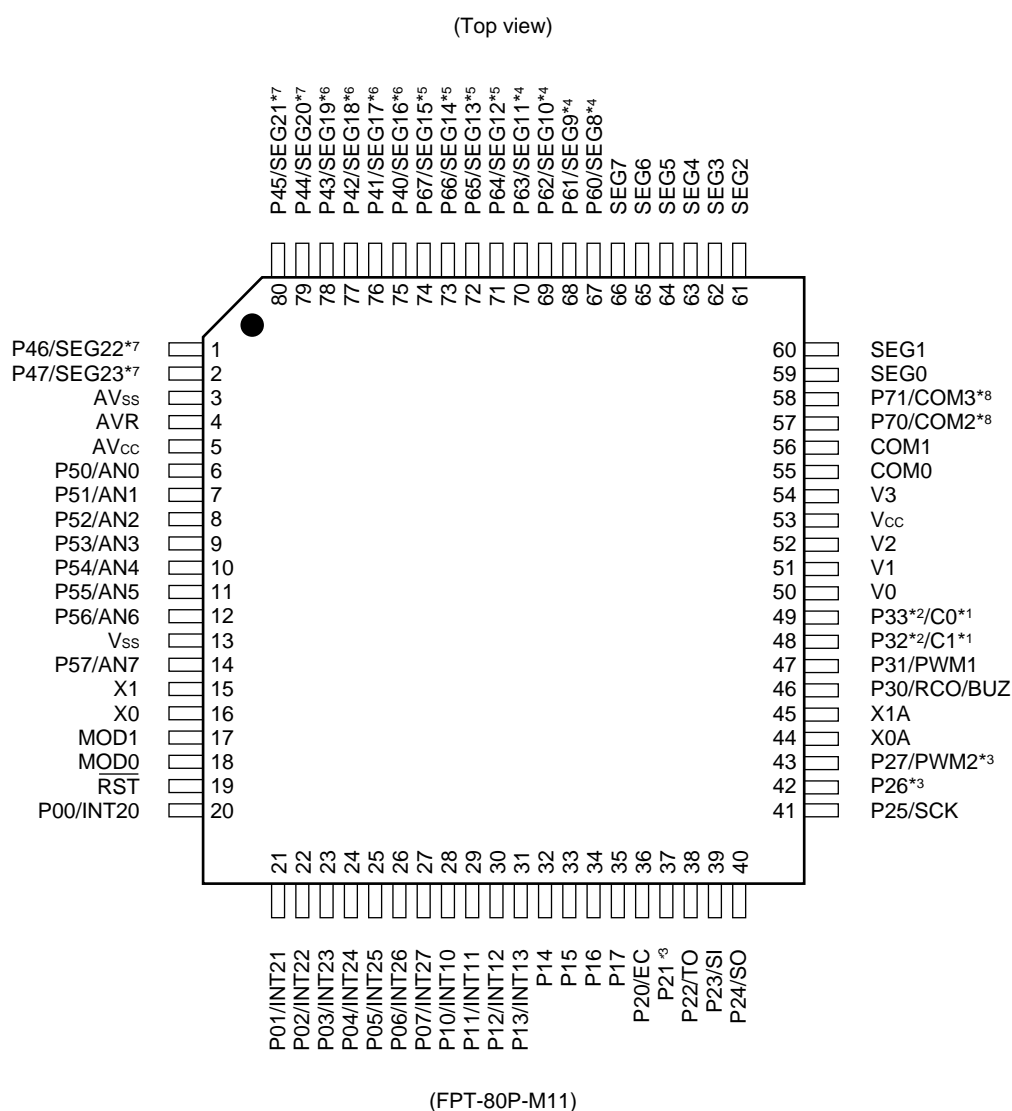 (Top view)
P45/SEG21*7
P44/SEG20*7
P43/SEG19*6
P42/SEG18*6
P41/SEG17*6
P40/SEG16*6
P67/SEG15*5
P66/SEG14*5
P65/SEG13*5
P64/SEG12*5
P63/SEG11*4
P62/SEG10*4
P61/SEG9*4
P60/SEG8*4
SEG7
SEG6
SEG5
SEG4
SEG3
SEG2
80
79
78
77
76
75
74
73
72
71
70
69
68
67
66
65
64
63
62
61
P46/SEG22*7 1
P47/SEG23*7 2
AVss 3
AVR 4
AVcc 5
P50/AN0 6
P51/AN1 7
P52/AN2 8
P53/AN3 9
P54/AN4 10
P55/AN5 11
P56/AN6 12
Vss 13
P57/AN7 14
X1 15
X0 16
MOD1 17
MOD0 18
RST 19
P00/INT20 20
60 SEG1
59 SEG0
58 P71/COM3*8
57 P70/COM2*8
56 COM1
55 COM0
54 V3
53 Vcc
52 V2
51 V1
50 V0
49 P33*2/C0*1
48 P32*2/C1*1
47 P31/PWM1
46 P30/RCO/BUZ
45 X1A
44 X0A
43 P27/PWM2*3
42 P26*3
41 P25/SCK
21
22
23
24
25
26
27
28
29
30
31
32
33
34
35
36
37
38
39
40
P01/INT21
P02/INT22
P03/INT23
P04/INT24
P05/INT25
P06/INT26
P07/INT27
P10/INT10
P11/INT11
P12/INT12
P13/INT13
P14
P15
P16
P17
P20/EC
P21*3
P22/TO
P23/SI
P24/SO
(FPT-80P-M11)